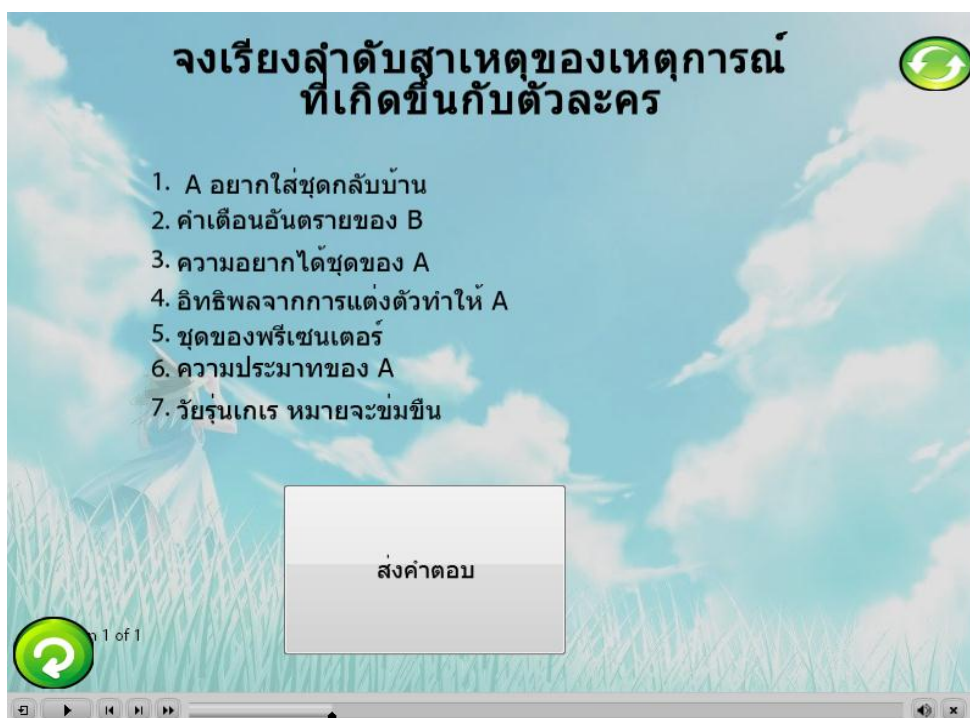 จงเรียงลำดับสาเหตุของเหตุการณ์
ที่เกิดขึ้นกับตัวละคร
1. A อยากใส่ชุดกลับบ้าน
2. คำเตือนอันตรายของ B
3. ความอยากได้ชุดของ A
4. อิทธิพลจากการแต่งตัวทำให้ A
5. ชุดของพรีเซนเตอร์
6. ความประมาทของ A
7. วัยรุ่นเกเร หมายจะข่มขืน
ส่งคำตอบ
1 of 1